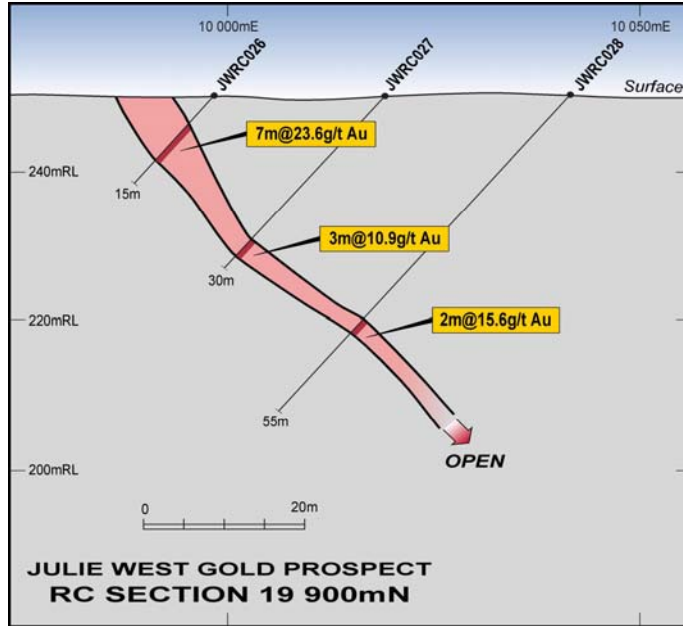 10 000mE
10 050mE
JWRC026
JWRC027
JWRC028
Surface
7m@23.6g/t Au
240mRL
15m
3m@10.9g/t Au
30m
220mRL
2m@15.6g/t Au
55m
OPEN
200mRL
0
20m
JULIE WEST GOLD PROSPECT
RC SECTION 19 900mN